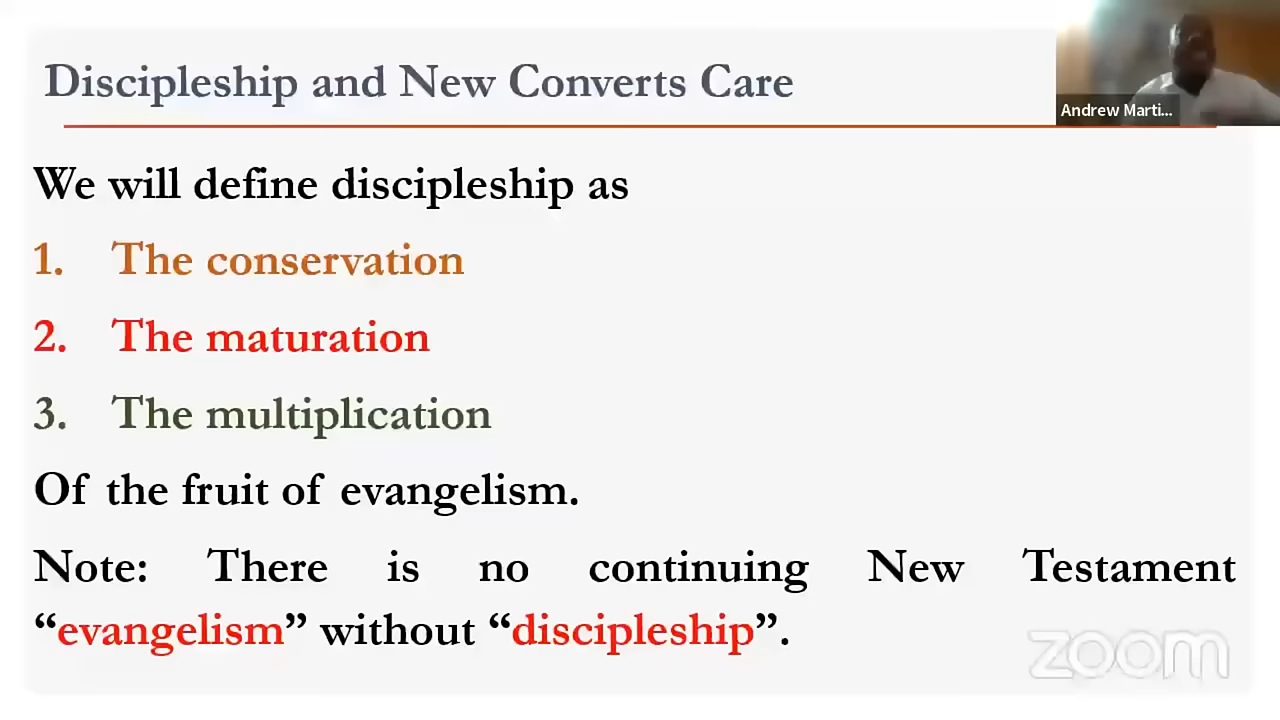 Discipleship and New Converts Care
Andrew Marti...
We will define discipleship as
1. The conservation
2. The maturation
3. The multiplication
Of the fruit of evangelism.
Note: There is no continuing New Testament
“evangelism” without “discipleship”.
zoom